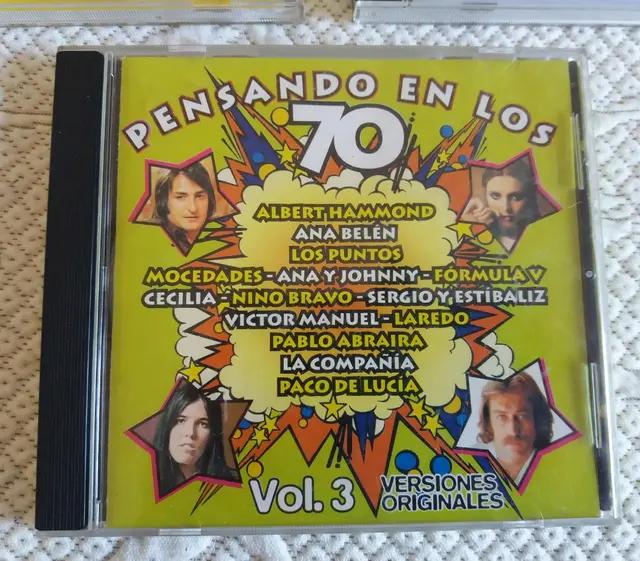 PENSANDO EN LOS
70
ALBERT HAMMOND
ANA BELÉN
LOS PUNTOS
MOCEDADES - ANA Y JOHNNY - FÓRMULA V
CECILIA - NINO BRAVO - SERGIO Y ESTÍBALIZ
VICTOR MANUEL - LAREDO
PABLO ABRAIRA
LA COMPAÑÍA
PACO DE LUCÍA
Vol. 3
VERSIONES
ORIGINALES